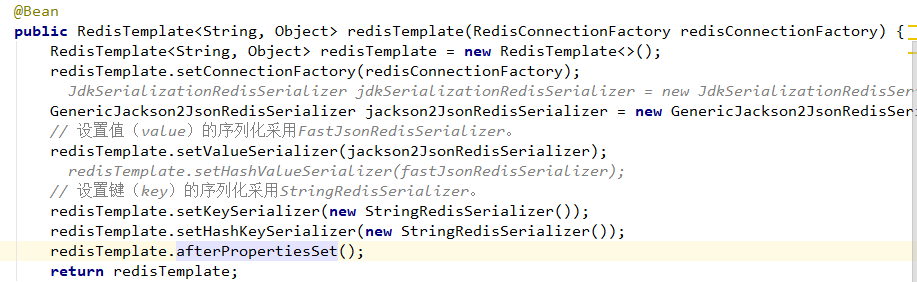 @Bean
public RedisTemplate<String, Object> redisTemplate(RedisConnectionFactory redisConnectionFactory) {
RedisTemplate<String, Object> redisTemplate = new RedisTemplate<>();
redisTemplate.setConnectionFactory(redisConnectionFactory);
JdkSerializationRedisSerializer jdkSerializationRedisSerializer = new JdkSerializationRedisSer
GenericJackson2JsonRedisSerializer jackson2JsonRedisSerializer = new GenericJackson2JsonRedisSeri
// 设置值（value）的序列化采用FastJsonRedisSerializer。
redisTemplate.setValueSerializer(jackson2JsonRedisSerializer);
redisTemplate.setHashValueSerializer(fastJsonRedisSerializer);
// 设置键（key）的序列化采用StringRedisSerializer。
redisTemplate.setKeySerializer(new StringRedisSerializer());
redisTemplate.setHashKeySerializer(new StringRedisSerializer());
redisTemplate.afterPropertiesSet();
return redisTemplate;